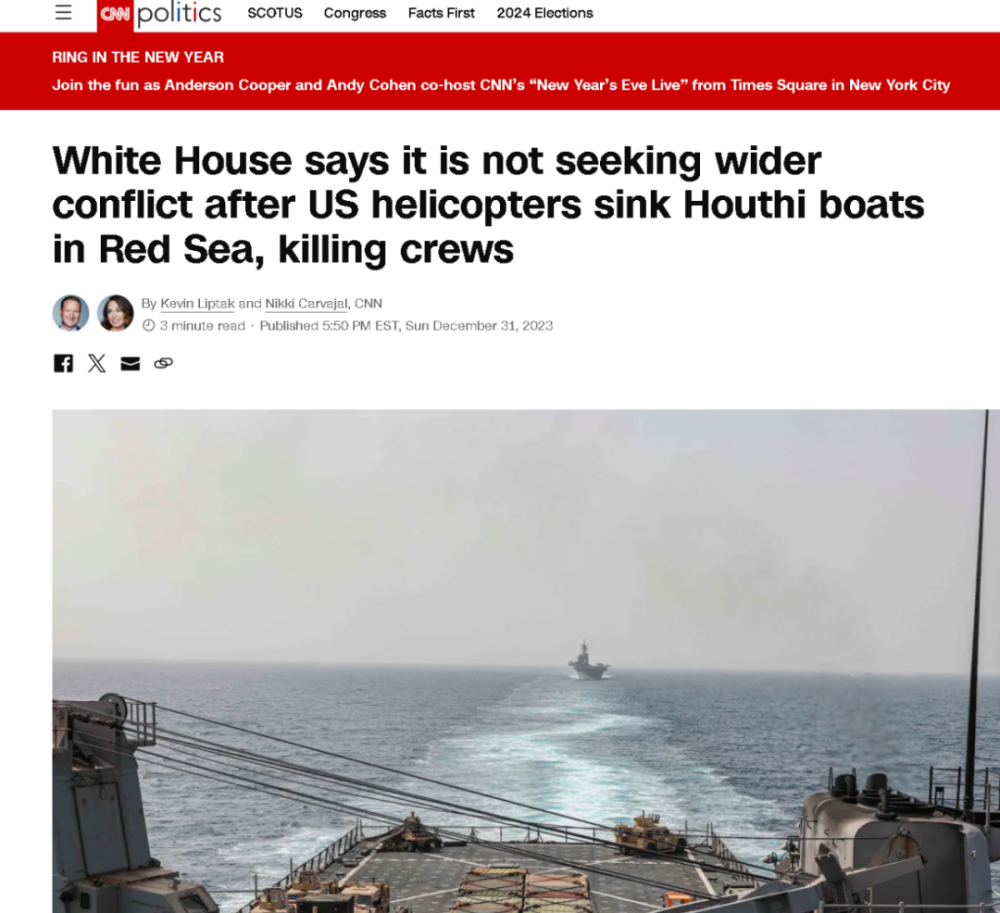 CNN politics SCOTUS Congress Facts First 2024 Elections
RING IN THE NEW YEAR
Join the fun as Anderson Cooper and Andy Cohen co-host CNN's “New Year's Eve Live” from Times Square in New York City
White House says it is not seeking wider
conflict after US helicopters sink Houthi boats
in Red Sea, killing crews
By Kevin Liptak and Nikki Carvajal, CNN
3 minute read · Published 5:50 PM EST, Sun December 31, 2023